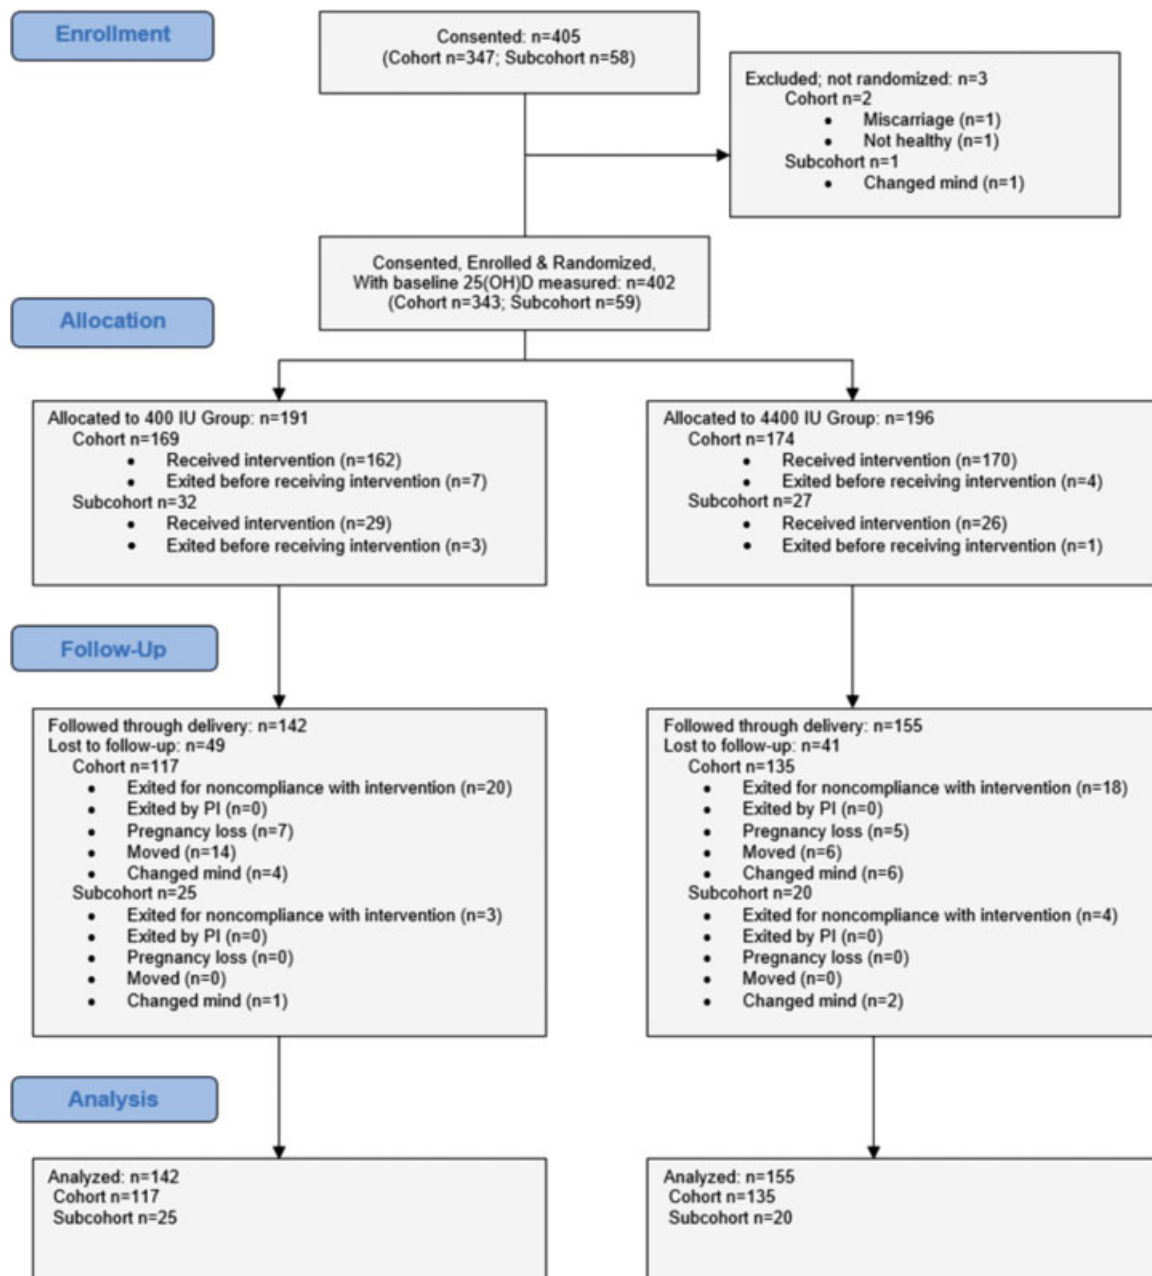 Enrollment
Consented: n=405
(Cohort n=347; Subcohort n=58)
Excluded; not randomized: n=3
Cohort n=2
• Miscarriage (n=1)
• Not healthy (n=1)
Subcohort n=1
• Changed mind (n=1)
Consented, Enrolled & Randomized,
With baseline 25(OH)D measured: n=402
(Cohort n=343; Subcohort n=59)
Allocation
Allocated to 400 IU Group: n=191
Cohort n=169
• Received intervention (n=162)
• Exited before receiving intervention (n=7)
Subcohort n=32
• Received intervention (n=29)
• Exited before receiving intervention (n=3)
Allocated to 4400 IU Group: n=196
Cohort n=174
• Received intervention (n=170)
• Exited before receiving intervention (n=4)
Subcohort n=27
• Received intervention (n=26)
• Exited before receiving intervention (n=1)
Follow-Up
Followed through delivery: n=142
Lost to follow-up: n=49
Cohort n=117
• Exited for noncompliance with intervention (n=20)
• Exited by PI (n=0)
• Pregnancy loss (n=7)
• Moved (n=14)
• Changed mind (n=4)
Subcohort n=25
• Exited for noncompliance with intervention (n=3)
• Exited by PI (n=0)
• Pregnancy loss (n=0)
• Moved (n=0)
• Changed mind (n=1)
Followed through delivery: n=155
Lost to follow-up: n=41
Cohort n=135
• Exited for noncompliance with intervention (n=18)
• Exited by PI (n=0)
• Pregnancy loss (n=5)
• Moved (n=6)
• Changed mind (n=6)
Subcohort n=20
• Exited for noncompliance with intervention (n=4)
• Exited by PI (n=0)
• Pregnancy loss (n=0)
• Moved (n=0)
• Changed mind (n=2)
Analysis
Analyzed: n=142
Cohort n=117
Subcohort n=25
Analyzed: n=155
Cohort n=135
Subcohort n=20